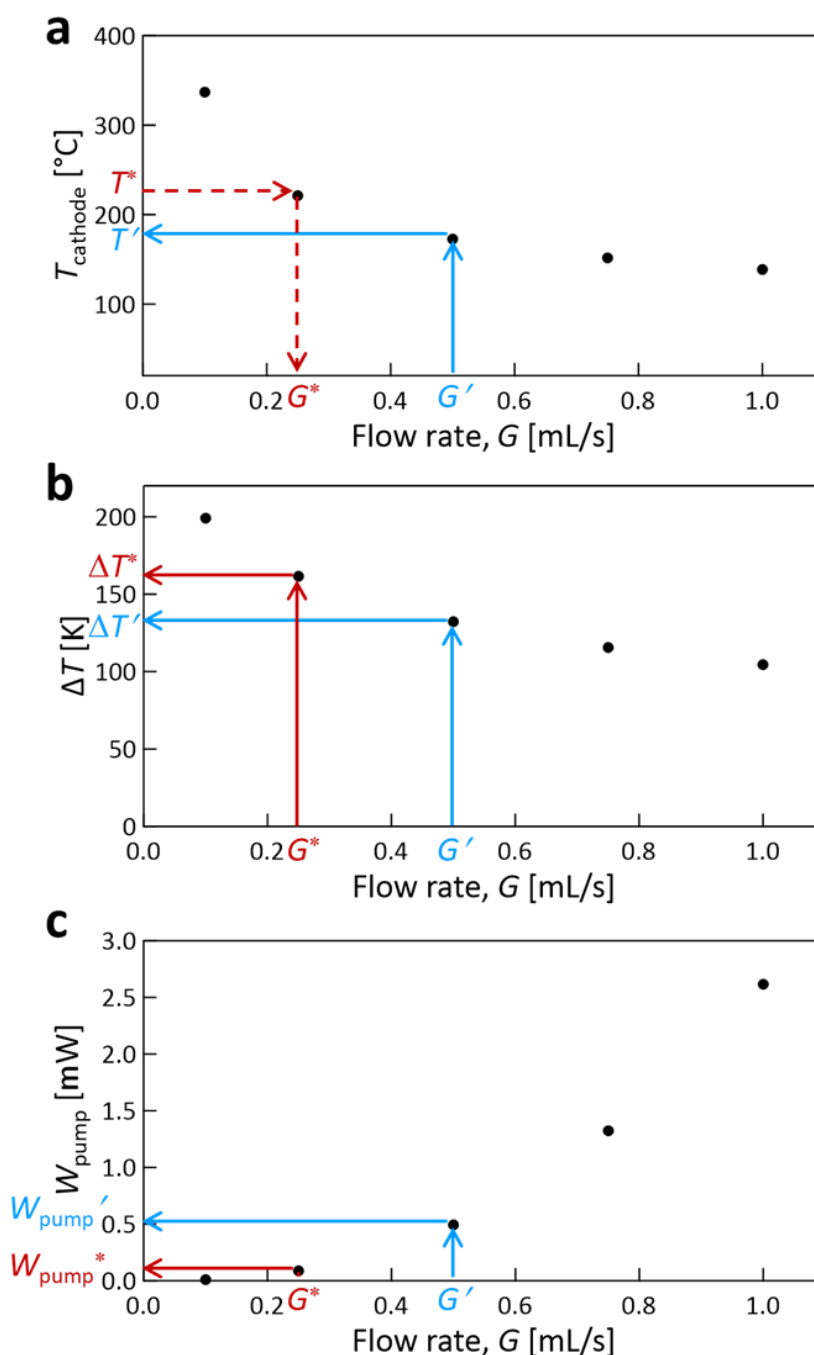 a
400
300
200
100
T_cathode [°C]
T*
T′
0.0 0.2 G* 0.4 G′ 0.6 0.8 1.0
Flow rate, G [mL/s]
b
200
150
100
50
0
ΔT [K]
ΔT*
ΔT′
0.0 0.2 G* 0.4 G′ 0.6 0.8 1.0
Flow rate, G [mL/s]
c
3.0
2.5
2.0
1.5
1.0
0.5
0.0
W_pump [mW]
W_pump′
W_pump*
0.0 0.2 G* 0.4 G′ 0.6 0.8 1.0
Flow rate, G [mL/s]